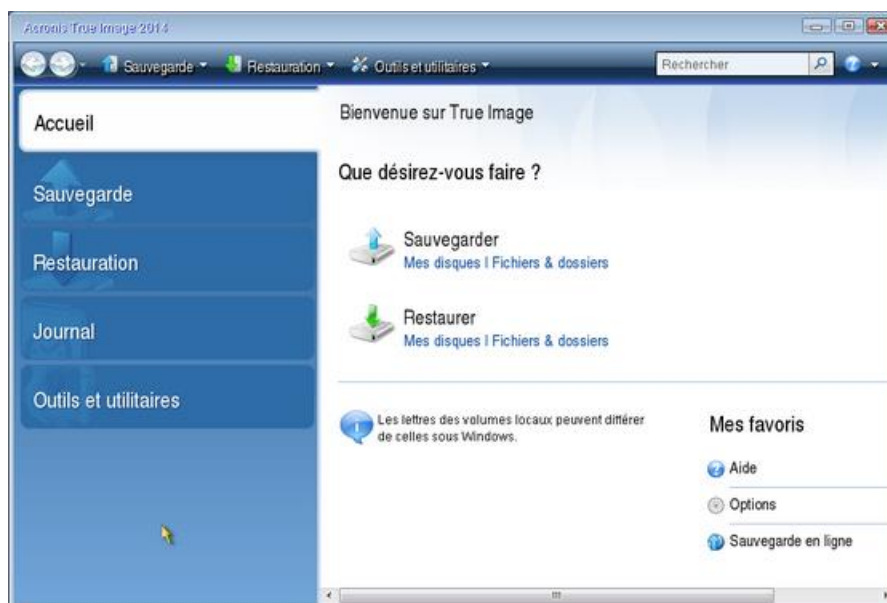 Acronis True Image 2014
Sauvegarde Restauration Outils et utilitaires Rechercher
Accueil
Sauvegarde
Restauration
Journal
Outils et utilitaires
Bienvenue sur True Image
Que désirez-vous faire ?
Sauvegarder
Mes disques | Fichiers & dossiers
Restaurer
Mes disques | Fichiers & dossiers
Les lettres des volumes locaux peuvent différer
de celles sous Windows.
Mes favoris
Aide
Options
Sauvegarde en ligne